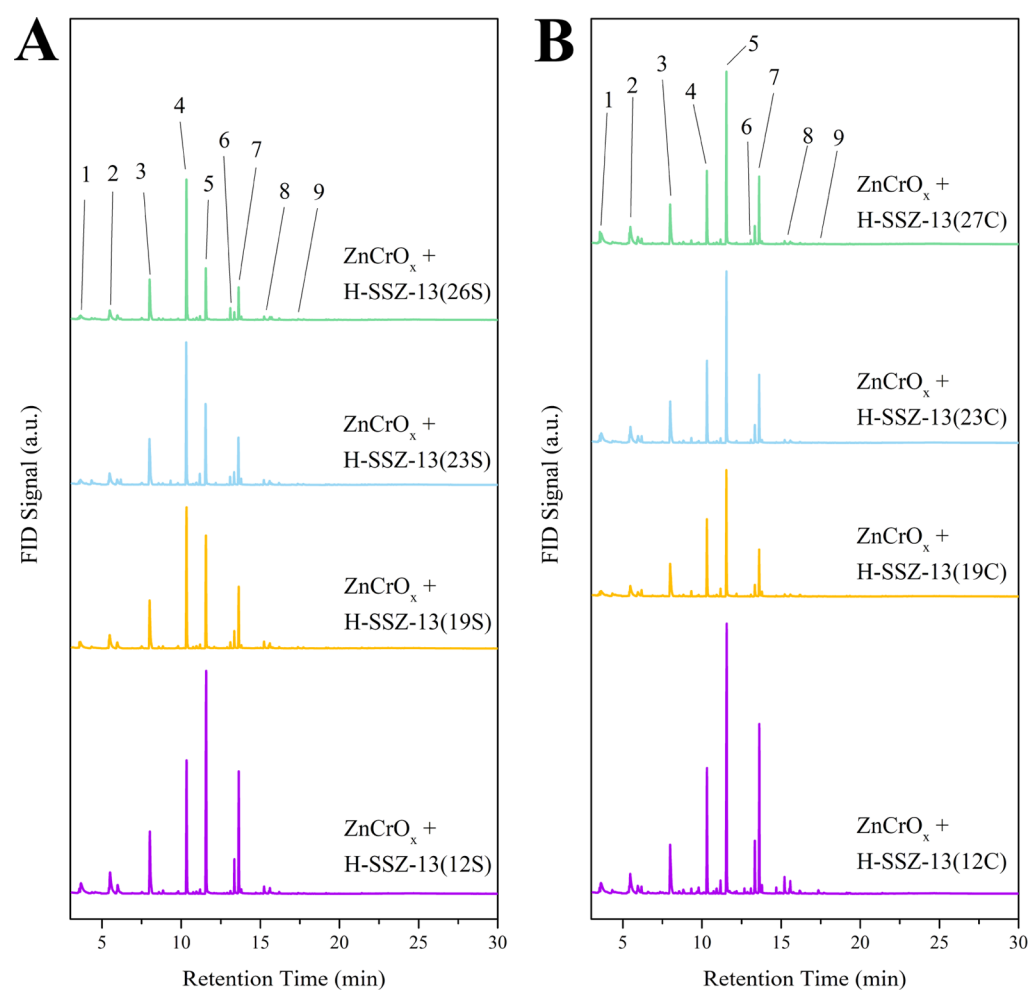 A
1
2
3
4
5
6
7
8
9
ZnCrOx +
H-SSZ-13(26S)
ZnCrOx +
H-SSZ-13(23S)
ZnCrOx +
H-SSZ-13(19S)
ZnCrOx +
H-SSZ-13(12S)
FID Signal (a.u.)
5
10
15
20
25
30
Retention Time (min)
B
1
2
3
4
5
6
7
8
9
ZnCrOx +
H-SSZ-13(27C)
ZnCrOx +
H-SSZ-13(23C)
ZnCrOx +
H-SSZ-13(19C)
ZnCrOx +
H-SSZ-13(12C)
FID Signal (a.u.)
5
10
15
20
25
30
Retention Time (min)